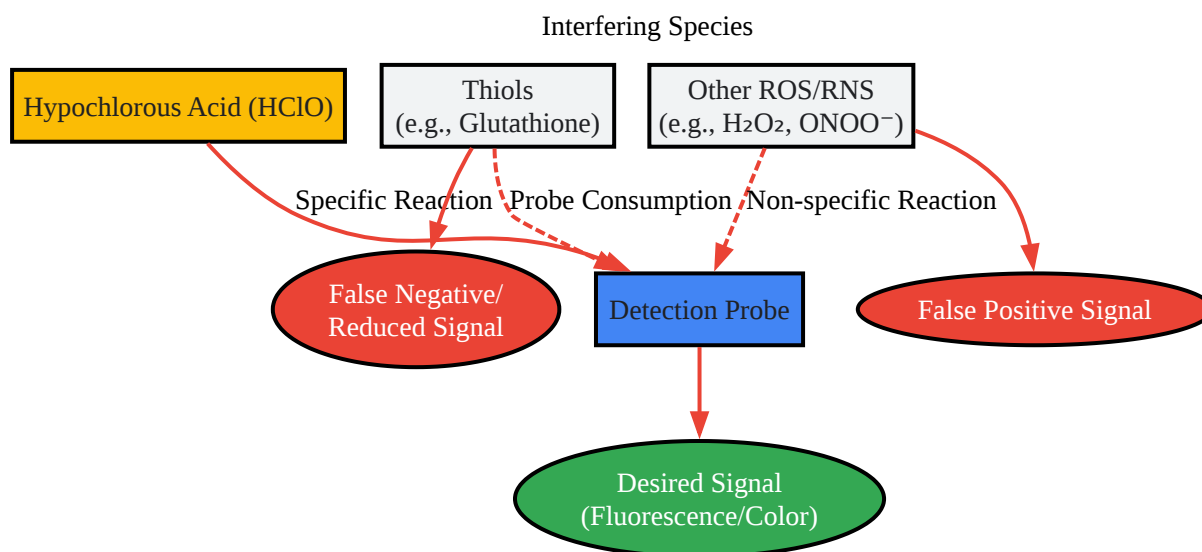 Interfering Species
Hypochlorous Acid (HClO)
Thiols
(e.g., Glutathione)
Other ROS/RNS
(e.g., H₂O₂, ONOO⁻)
Specific Reaction
Probe Consumption
Non-specific Reaction
False Negative/
Reduced Signal
Detection Probe
False Positive Signal
Desired Signal
(Fluorescence/Color)